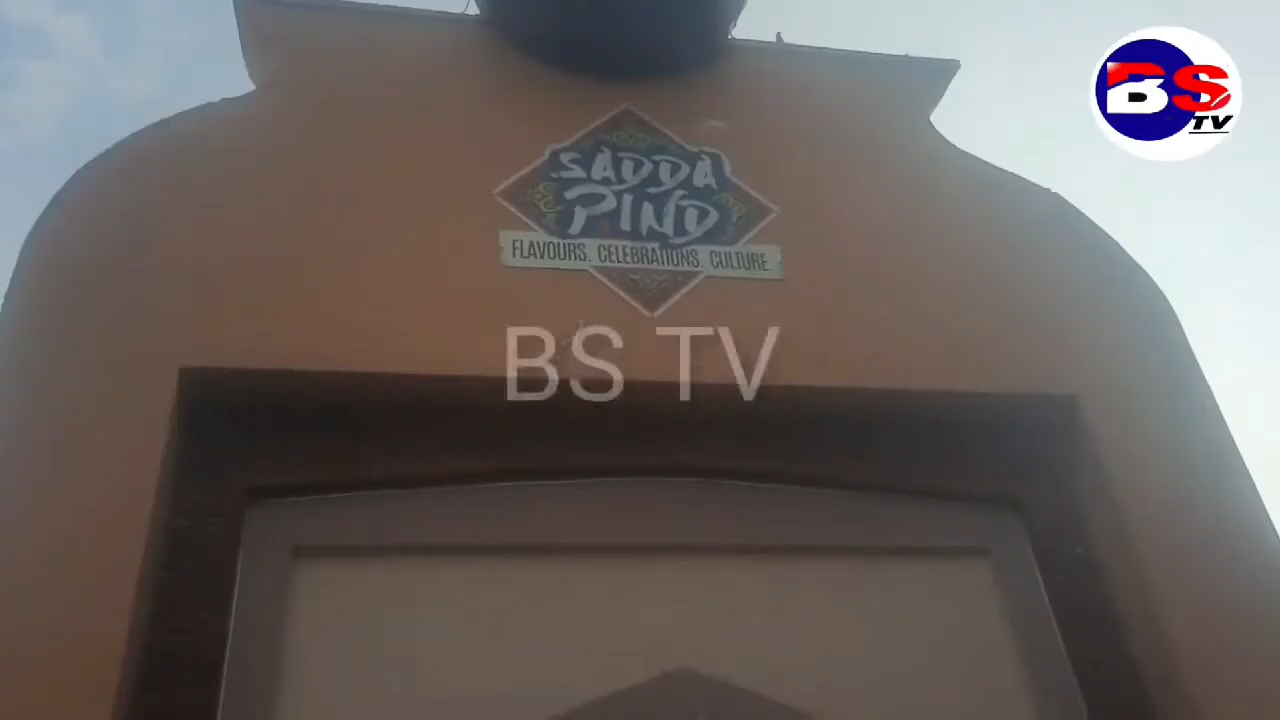 BS
TV
SADDA
PIND
FLAVOURS. CELEBRATIONS. CULTURE.
BS TV